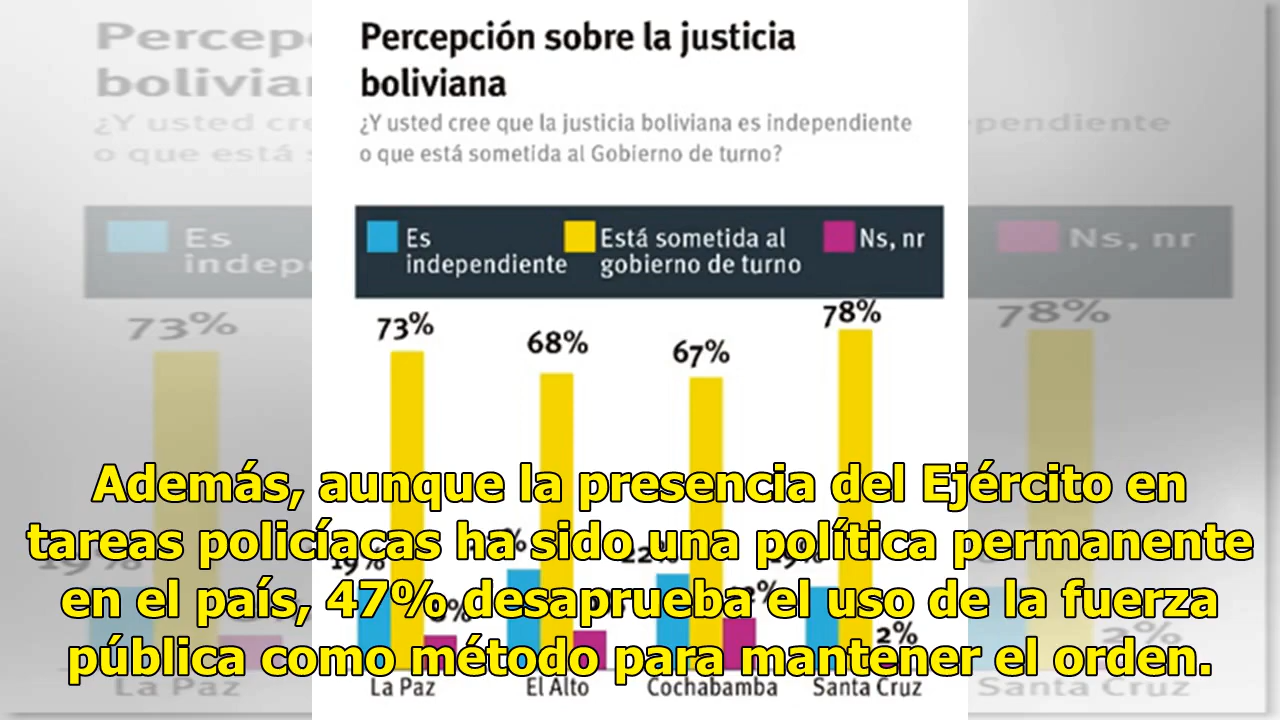 Percepción sobre la justicia
boliviana
¿Y usted cree que la justicia boliviana es independiente
o que está sometida al Gobierno de turno?
Es
independiente
Está sometida al
gobierno de turno
Ns, nr
73%
68%
67%
78%
19%
22%
2%
Además, aunque la presencia del Ejército en
tareas policíacas ha sido una política permanente
en el país, 47% desaprueba el uso de la fuerza
pública como método para mantener el orden.
La Paz
El Alto
Cochabamba
Santa Cruz